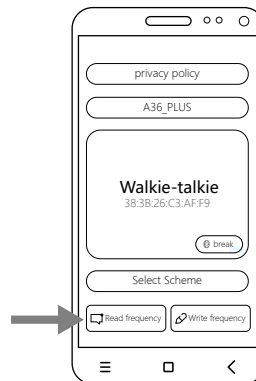 privacy policy
A36_PLUS
Walkie-talkie
38:3B:26:C3:AF:F9
break
Select Scheme
Read frequency
Write frequency